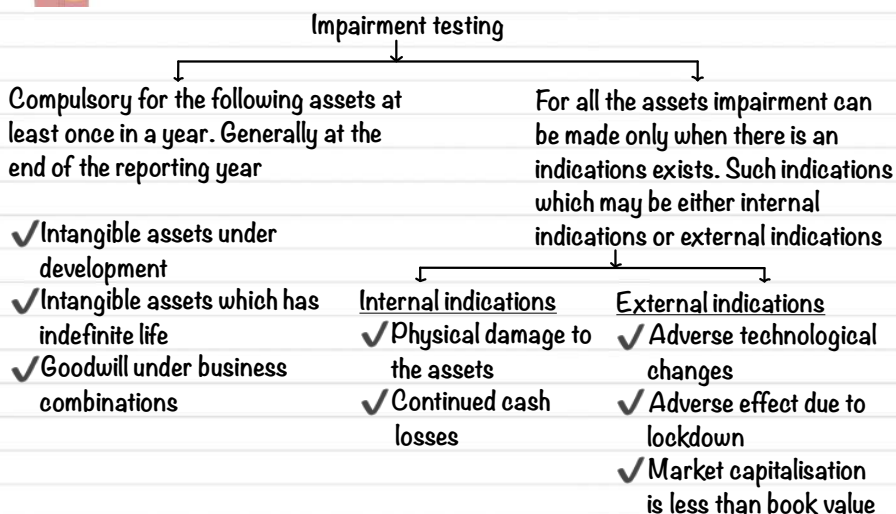 Impairment testing
Compulsory for the following assets at
least once in a year. Generally at the
end of the reporting year
✓Intangible assets under
development
✓Intangible assets which has
indefinite life
✓Goodwill under business
combinations
For all the assets impairment can
be made only when there is an
indications exists. Such indications
which may be either internal
indications or external indications
Internal indications
✓Physical damage to
the assets
✓Continued cash
losses
External indications
✓Adverse technological
changes
✓Adverse effect due to
lockdown
✓Market capitalisation
is less than book value